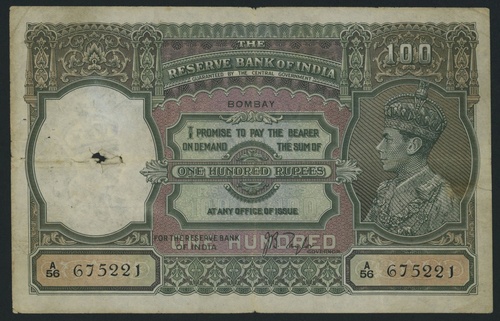 THE
RESERVE BANK OF INDIA
GUARANTEED BY THE CENTRAL GOVERNMENT
100
BOMBAY
I PROMISE TO PAY THE BEARER
ON DEMAND THE SUM OF
ONE HUNDRED RUPEES
AT ANY OFFICE OF ISSUE
FOR THE RESERVE BANK
OF INDIA
HUNDRED
GOVERNOR
A/56 675221
A/56 675221